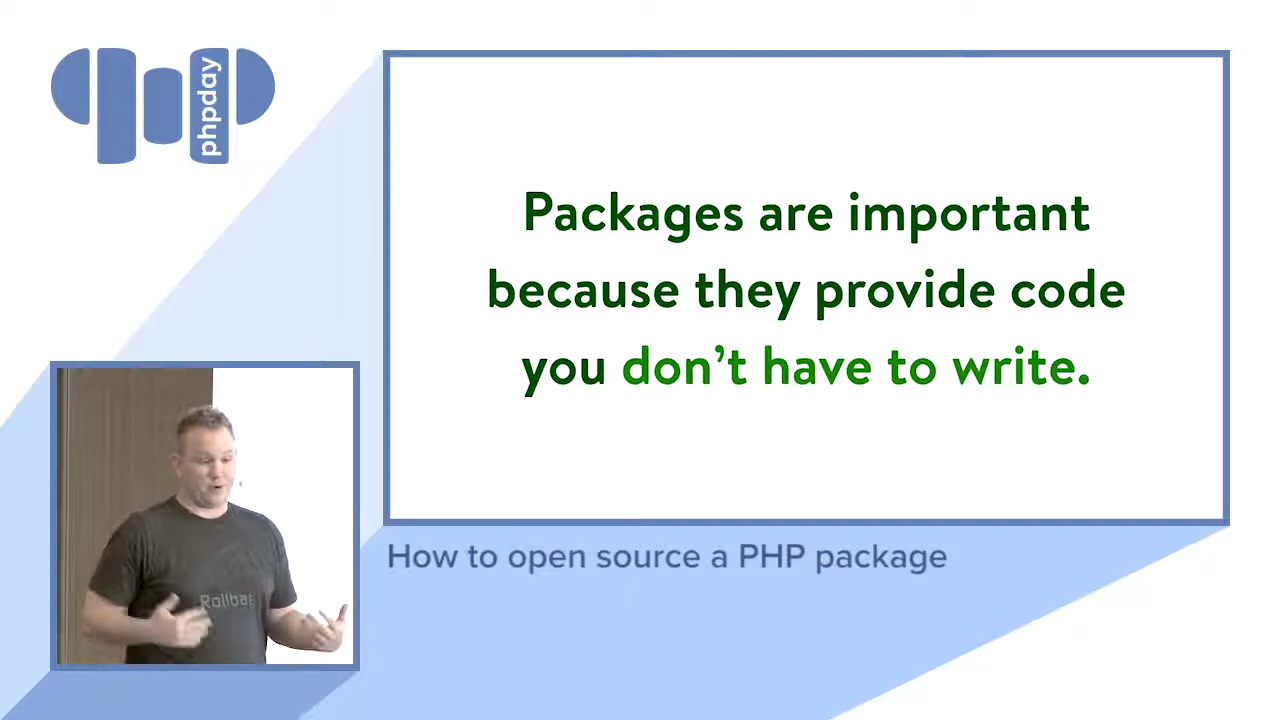 phpday
Packages are important
because they provide code
you don't have to write.
How to open source a PHP package
Rollbar